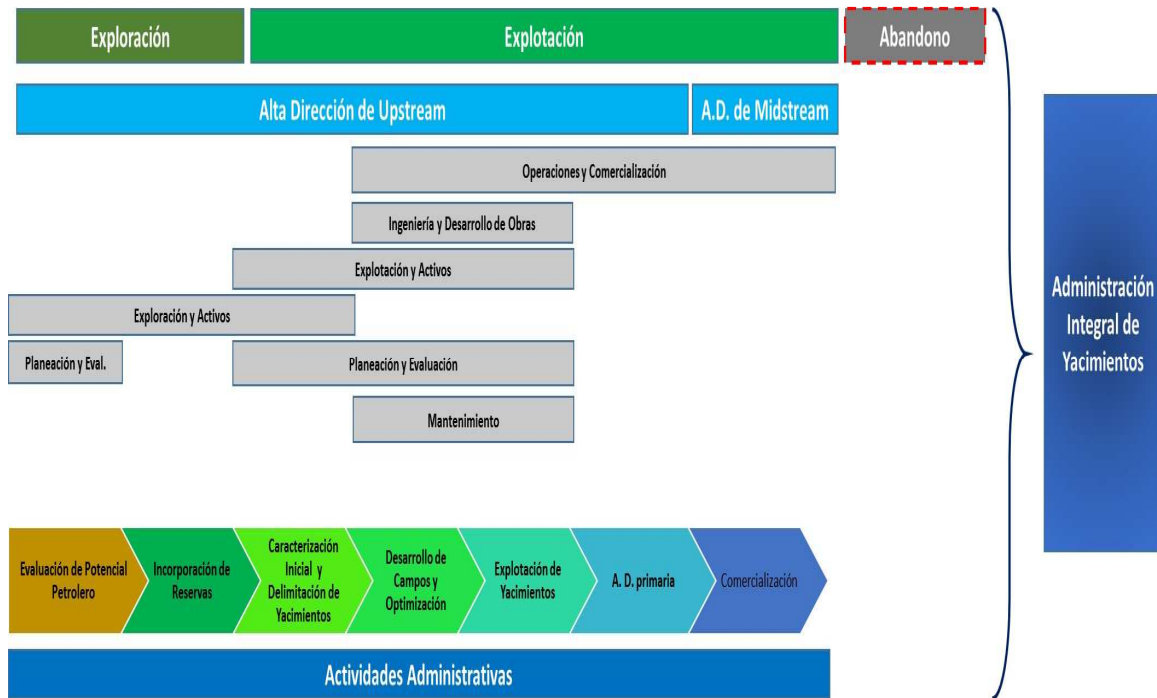 Exploración
Explotación
Abandono
Alta Dirección de Upstream
A.D. de Midstream
Operaciones y Comercialización
Ingeniería y Desarrollo de Obras
Explotación y Activos
Exploración y Activos
Planeación y Eval.
Planeación y Evaluación
Mantenimiento
Administración
Integral de
Yacimientos
Evaluación de Potencial
Petrolero
Incorporación de
Reservas
Caracterización
Inicial y
Delimitación de
Yacimientos
Desarrollo de
Campos y
Optimización
Explotación de
Yacimientos
A. D. primaria
Comercialización
Actividades Administrativas